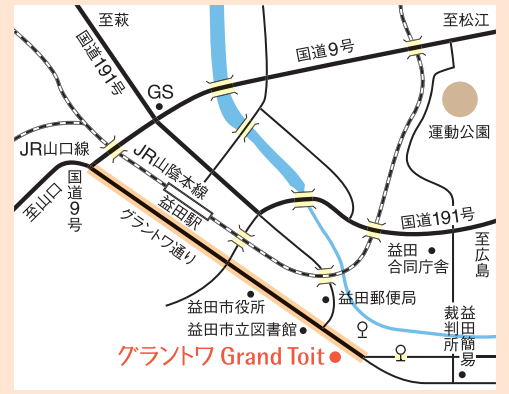 至萩
至松江
国道191号
国道9号
GS
運動公園
JR山口線
JR山陰本線
国道9号
至山口
益田駅
グラントワ通り
国道191号
益田
合同庁舎
至広島
益田市役所
益田郵便局
益田市立図書館
益田簡易
裁判所
グラントワ Grand Toit